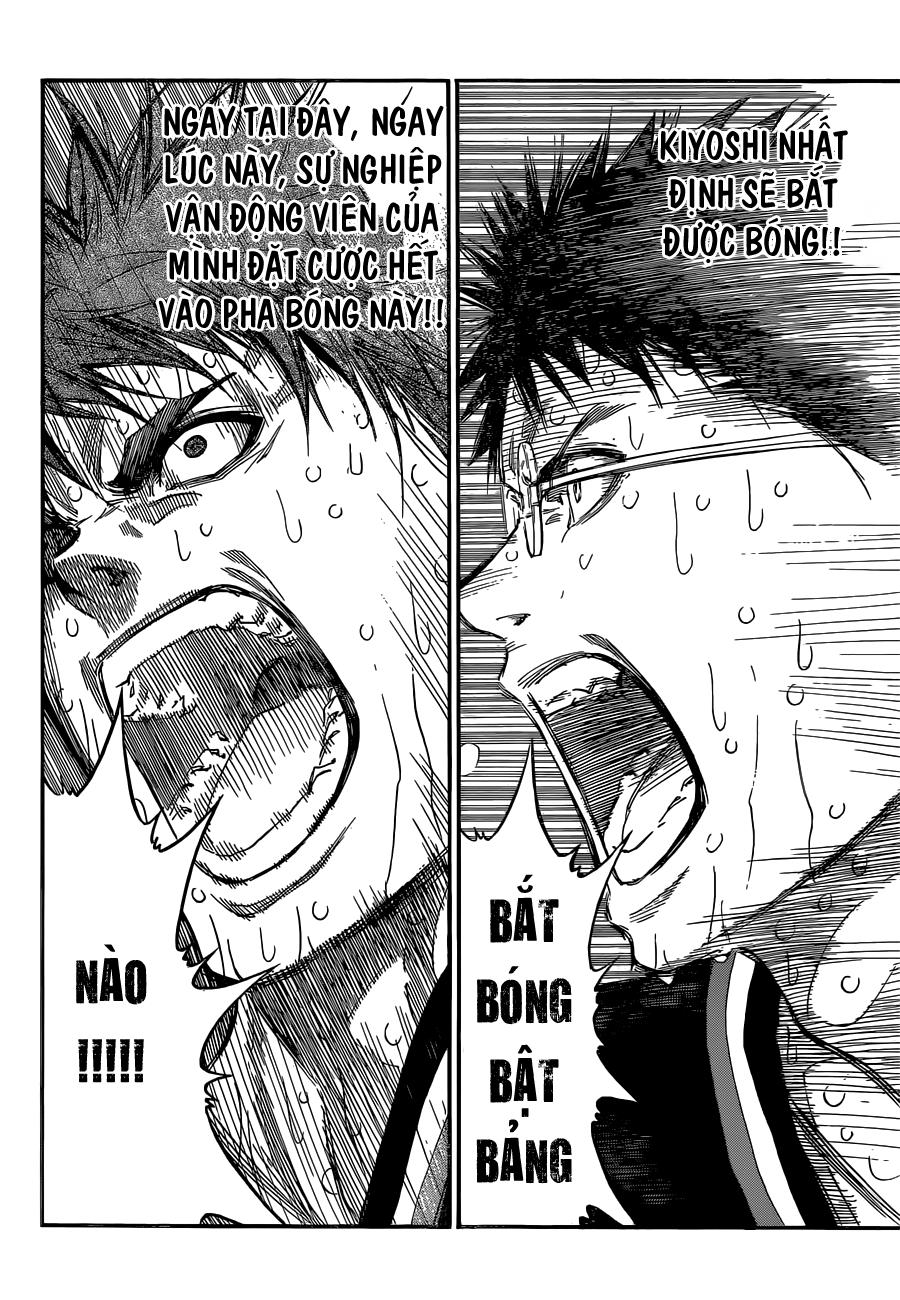 KIYOSHI NHẤT
ĐỊNH SẼ BẮT
ĐƯỢC BÓNG!!
BẮT
BÓNG
BẬT
BẢNG
NGAY TẠI ĐÂY, NGAY
LÚC NÀY, SỰ NGHIỆP
VẬN ĐỘNG VIÊN CỦA
MÌNH ĐẶT CƯỢC HẾT
VÀO PHA BÓNG NÀY!!
NÀO
!!!!!